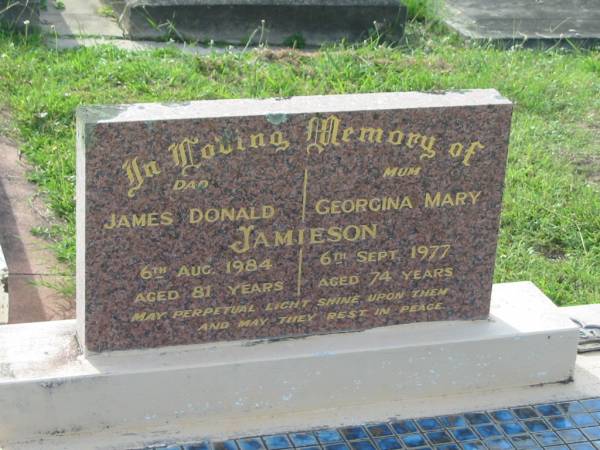 In Loving Memory of
DAD MUM
JAMES DONALD GEORGINA MARY
JAMIESON
6TH AUG. 1984 6TH SEPT. 1977
AGED 81 YEARS AGED 74 YEARS
MAY PERPETUAL LIGHT SHINE UPON THEM
AND MAY THEY REST IN PEACE